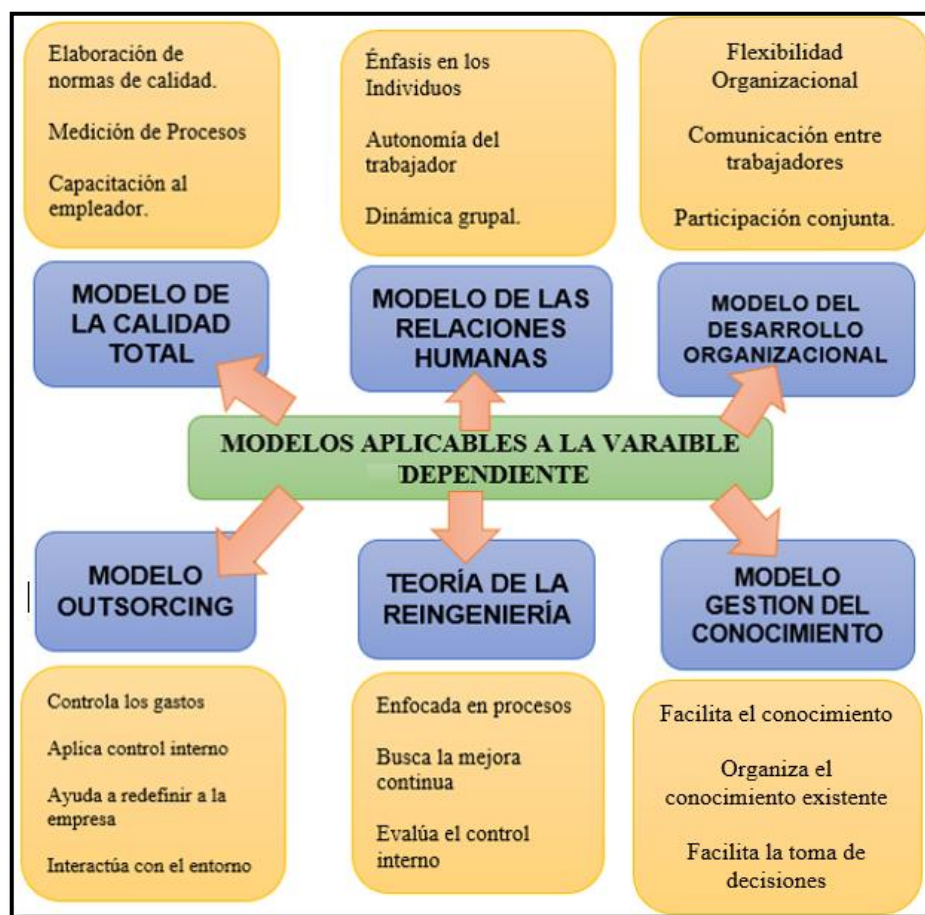 Elaboración de
normas de calidad.
Medición de Procesos
Capacitación al
empleador.
Énfasis en los
Individuos
Autonomía del
trabajador
Dinámica grupal.
Flexibilidad
Organizacional
Comunicación entre
trabajadores
Participación conjunta.
MODELO DE
LA CALIDAD
TOTAL
MODELO DE LAS
RELACIONES
HUMANAS
MODELO DEL
DESARROLLO
ORGANIZACIONAL
MODELOS APLICABLES A LA VARAIBLE
DEPENDIENTE
MODELO
OUTSORCING
TEORÍA DE LA
REINGENIERÍA
MODELO
GESTION DEL
CONOCIMIENTO
Controla los gastos
Aplica control interno
Ayuda a redefinir a la
empresa
Interactúa con el entorno
Enfocada en procesos
Busca la mejora
continua
Evalúa el control
interno
Facilita el conocimiento
Organiza el
conocimiento existente
Facilita la toma de
decisiones